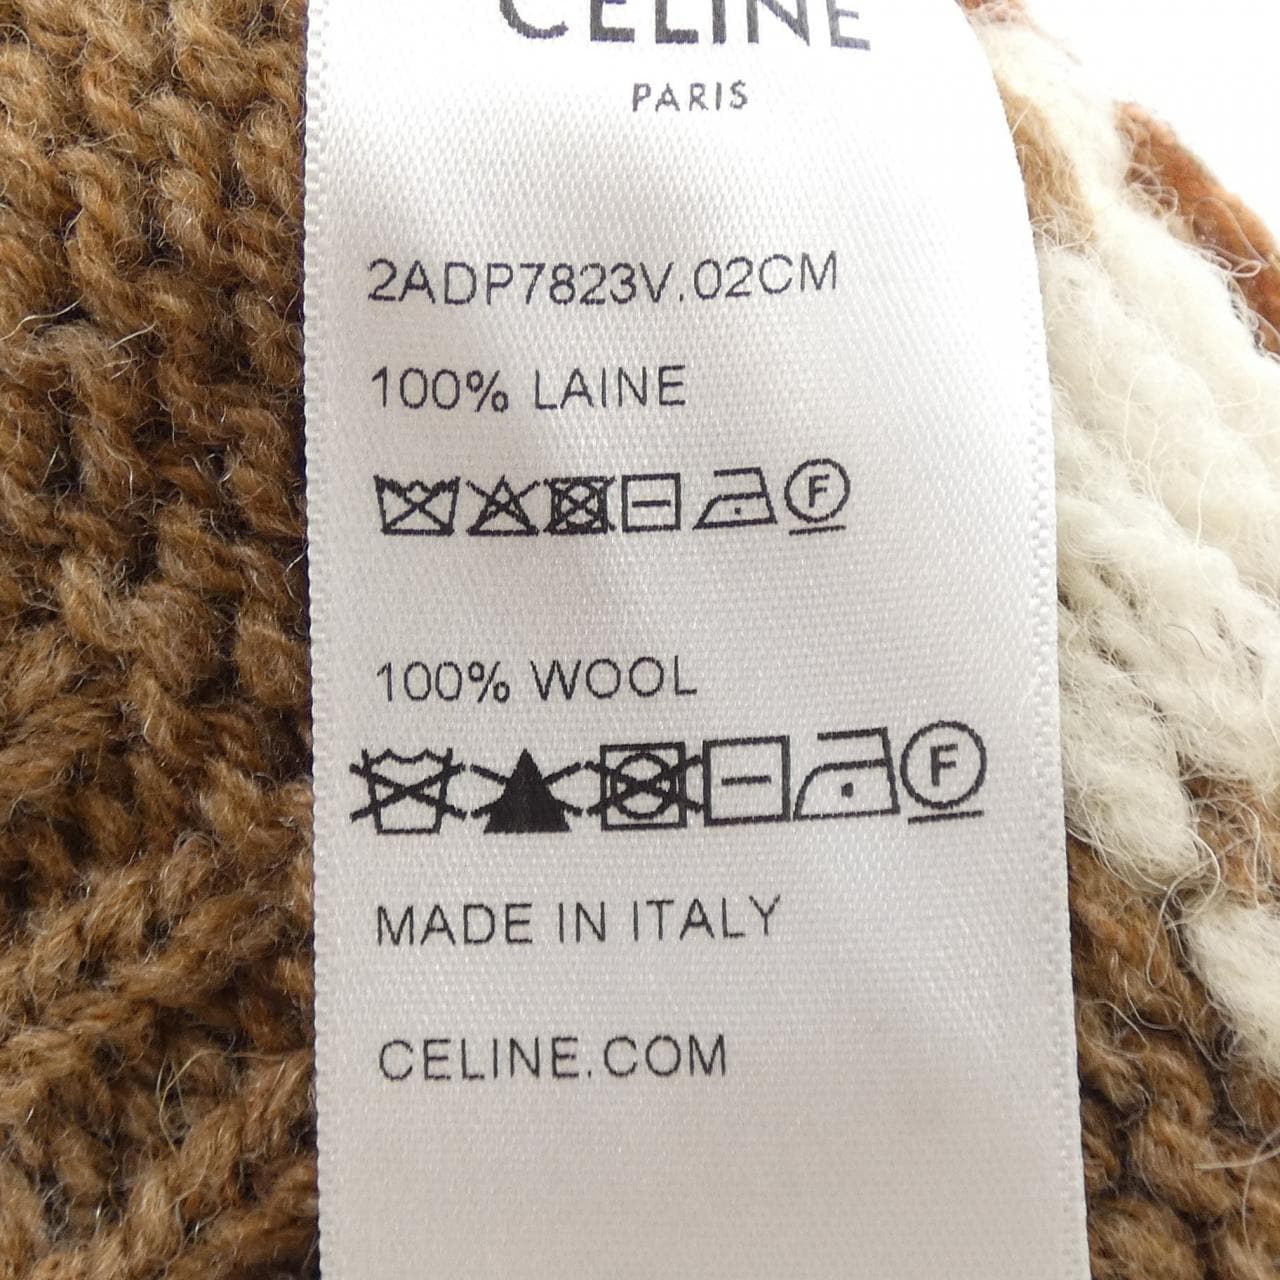 CELINE
PARIS
2ADP7823V.02CM
100% LAINE
F
100% WOOL
F
MADE IN ITALY
CELINE.COM